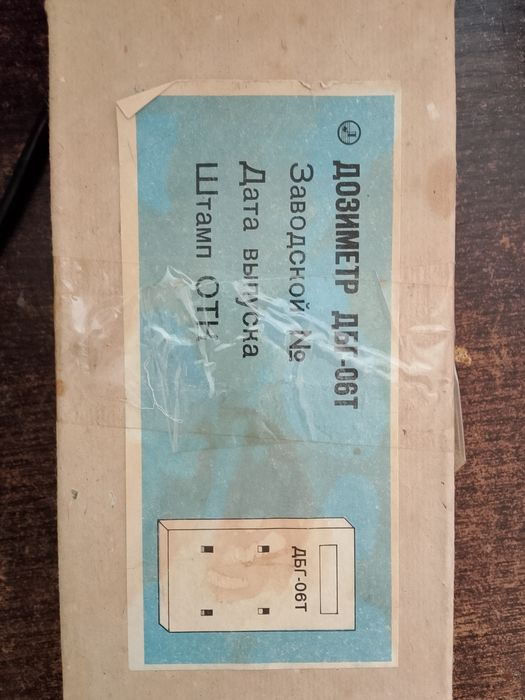 ДОЗИМЕТР ДБГ-06Т
Заводской №
Дата выпуска
Штамп ОТК
ДБГ-06Т